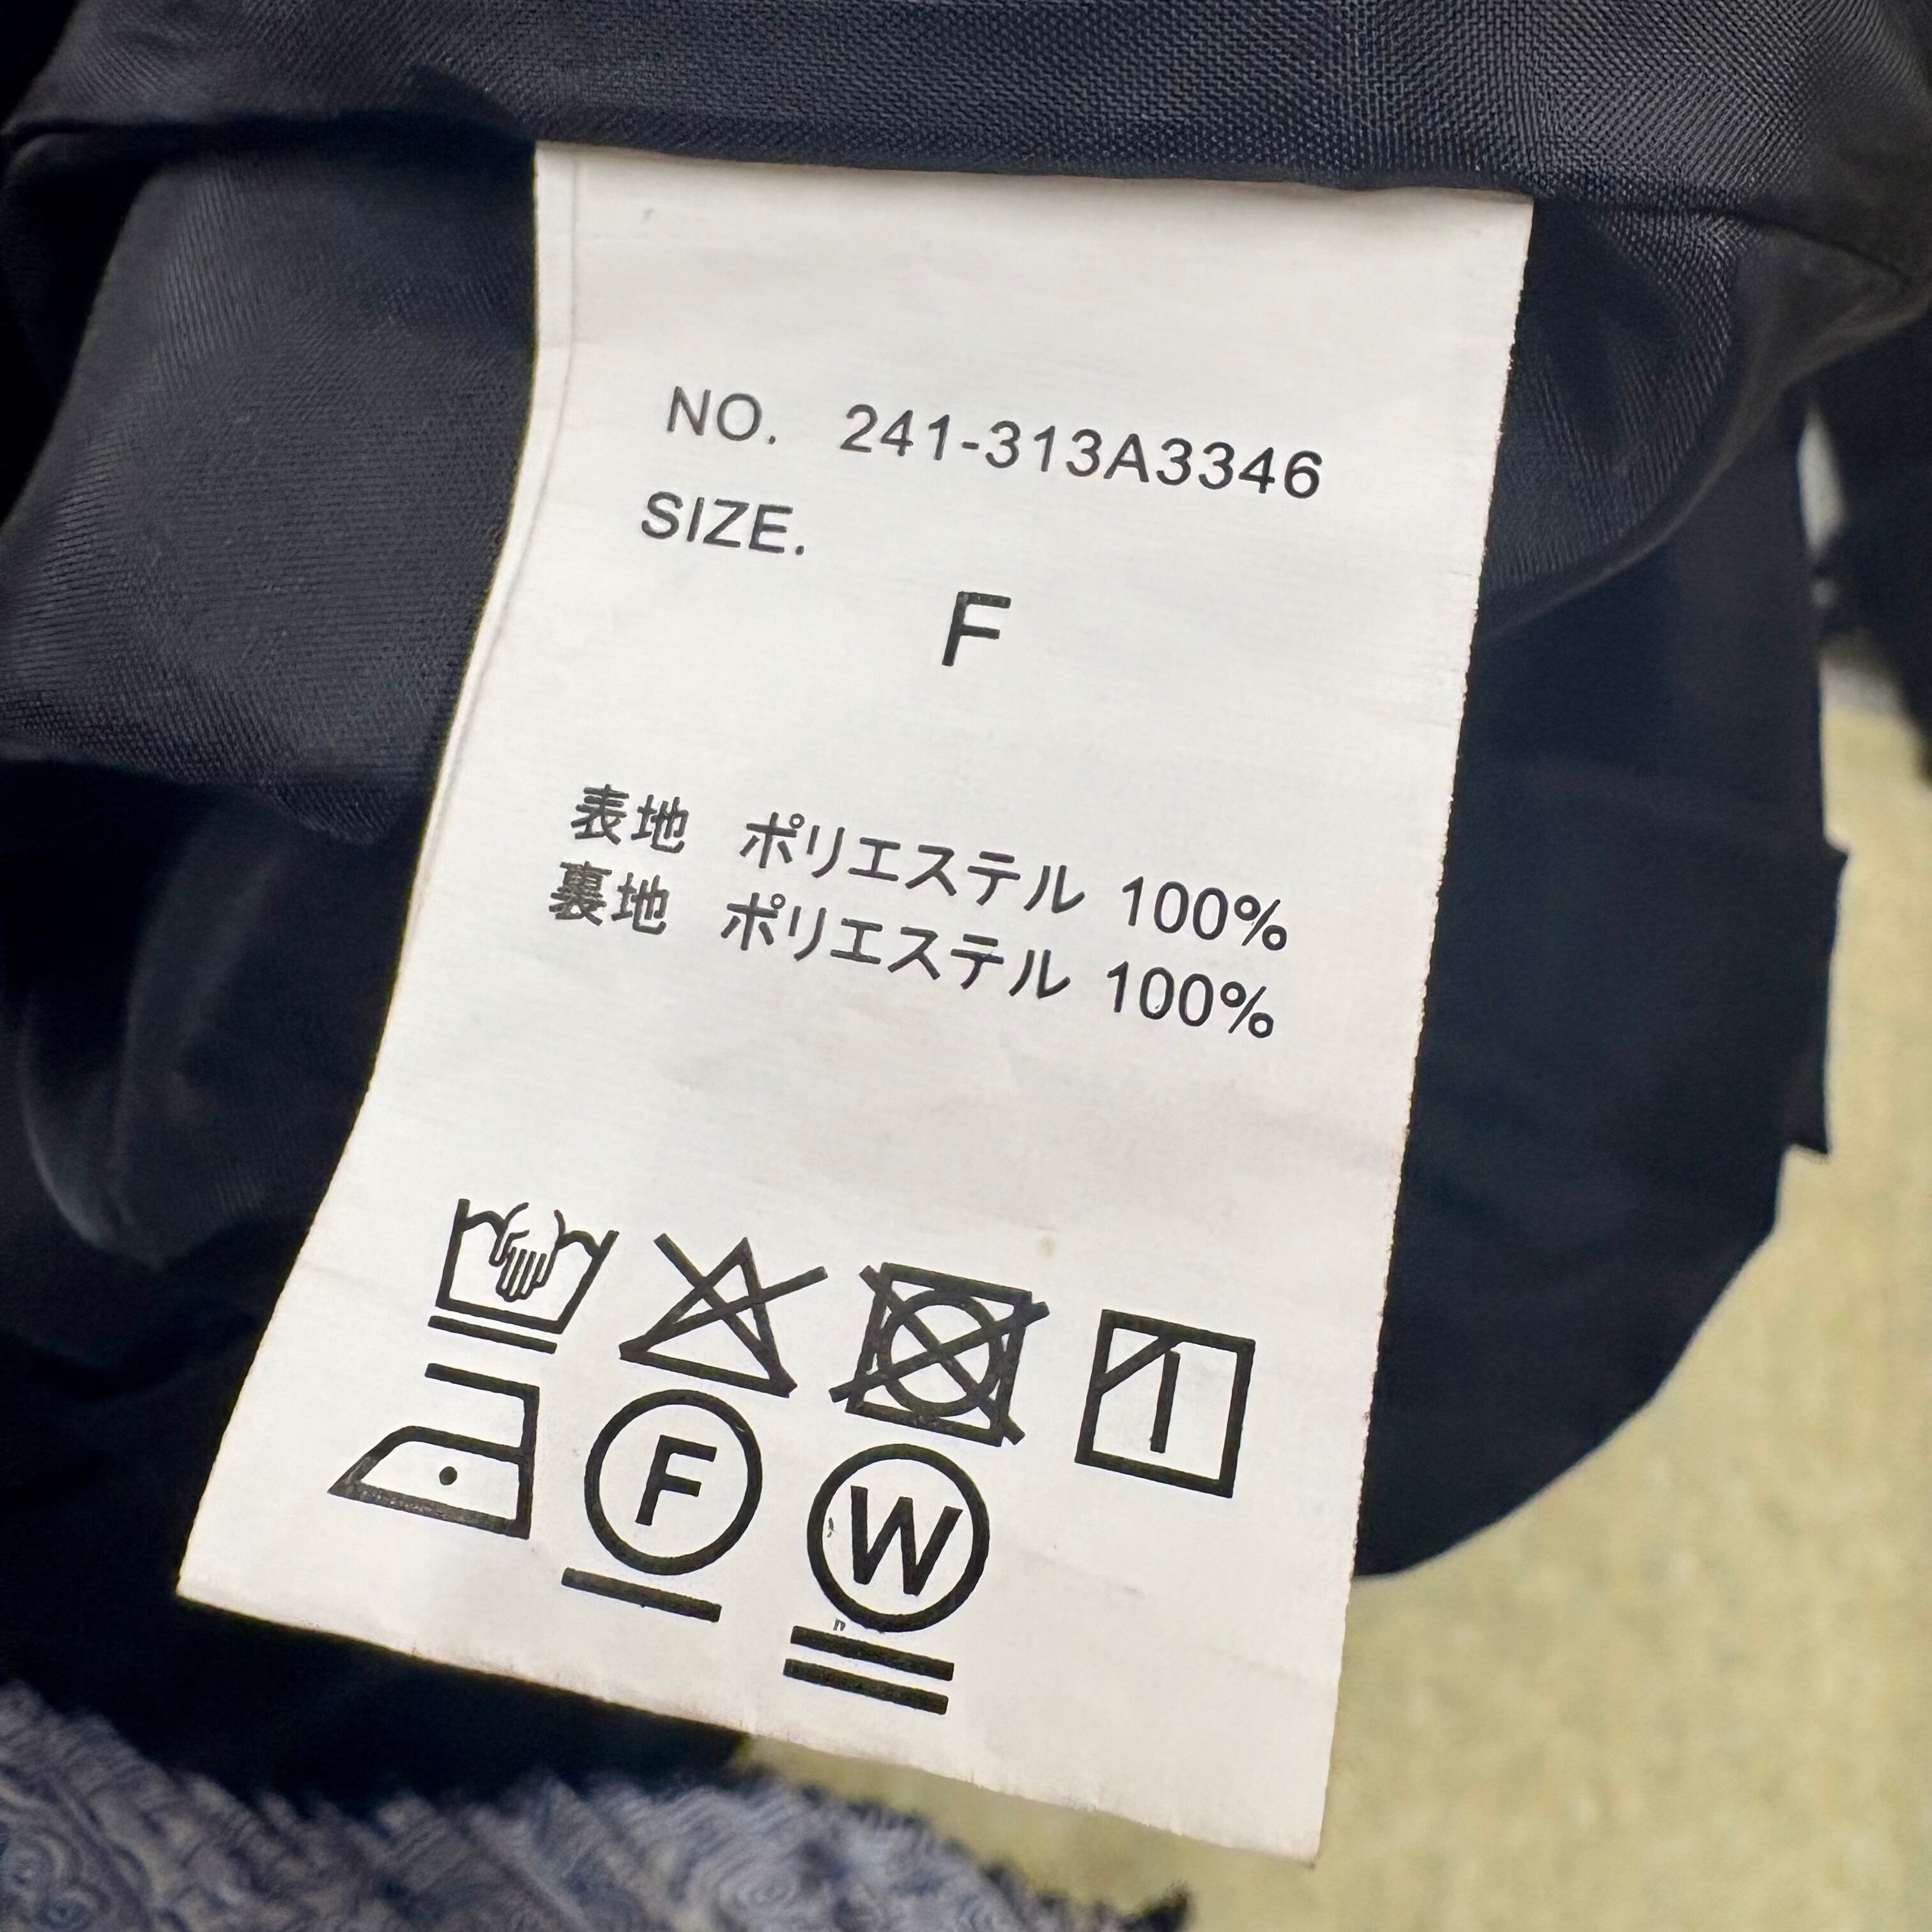 NO. 241-313A3346
SIZE.
F
表地 ポリエステル 100%
裏地 ポリエステル 100%
F
W